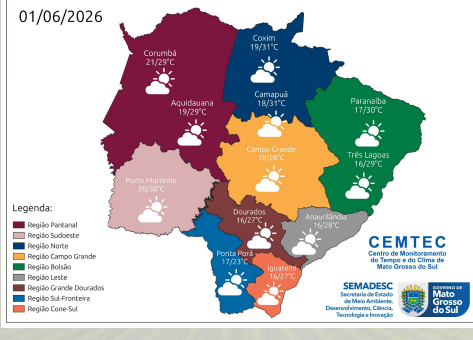 01/06/2026
Corumbá
21/29°C
Coxim
19/31°C
Camapuã
18/31°C
Aquidauana
19/29°C
Paranaíba
17/30°C
Campo Grande
18/28°C
Três Lagoas
16/29°C
Porto Murtinho
20/30°C
Dourados
16/27°C
Anaurilândia
16/28°C
Ponta Porã
17/23°C
Iguatemi
16/27°C
Legenda:
Região Pantanal
Região Sudoeste
Região Norte
Região Campo Grande
Região Bolsão
Região Leste
Região Grande Dourados
Região Sul-Fronteira
Região Cone-Sul
CEMTEC
Centro de Monitoramento
do Tempo e do Clima de
Mato Grosso do Sul
SEMADESC
Secretaria de Estado
de Meio Ambiente,
Desenvolvimento, Ciência,
Tecnologia e Inovação
GOVERNO DE
Mato
Grosso
do Sul